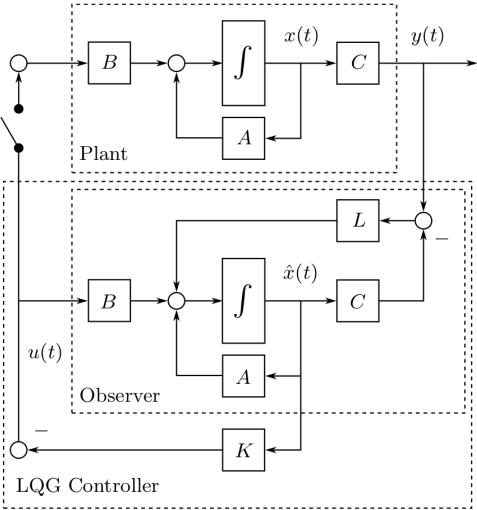 x(t)
y(t)
B
∫
C
A
Plant
L
−
x̂(t)
B
∫
C
u(t)
A
Observer
−
K
LQG Controller